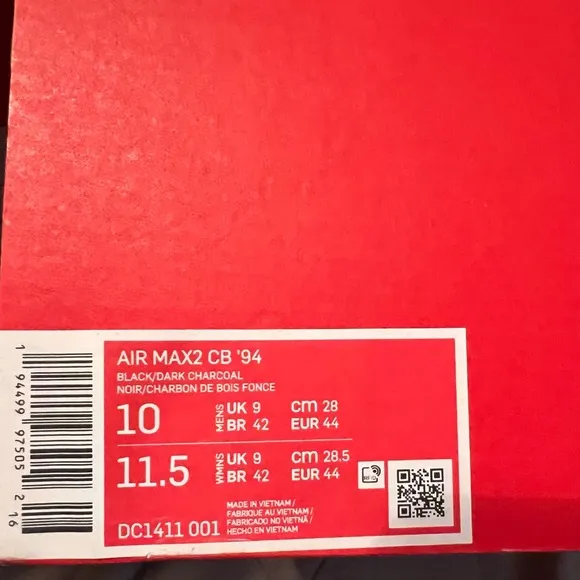 AIR MAX2 CB '94
BLACK/DARK CHARCOAL
NOIR/CHARBON DE BOIS FONCE
10 MENS UK 9 cm 28
BR 42 EUR 44
11.5 WMNS UK 9 cm 28.5
BR 42 EUR 44
RFID
MADE IN VIETNAM /
FABRIQUE AU VIETNAM /
FABRICADO NO VIETNÃ /
HECHO EN VIETNAM
DC1411 001
1 94499 97505 2 16